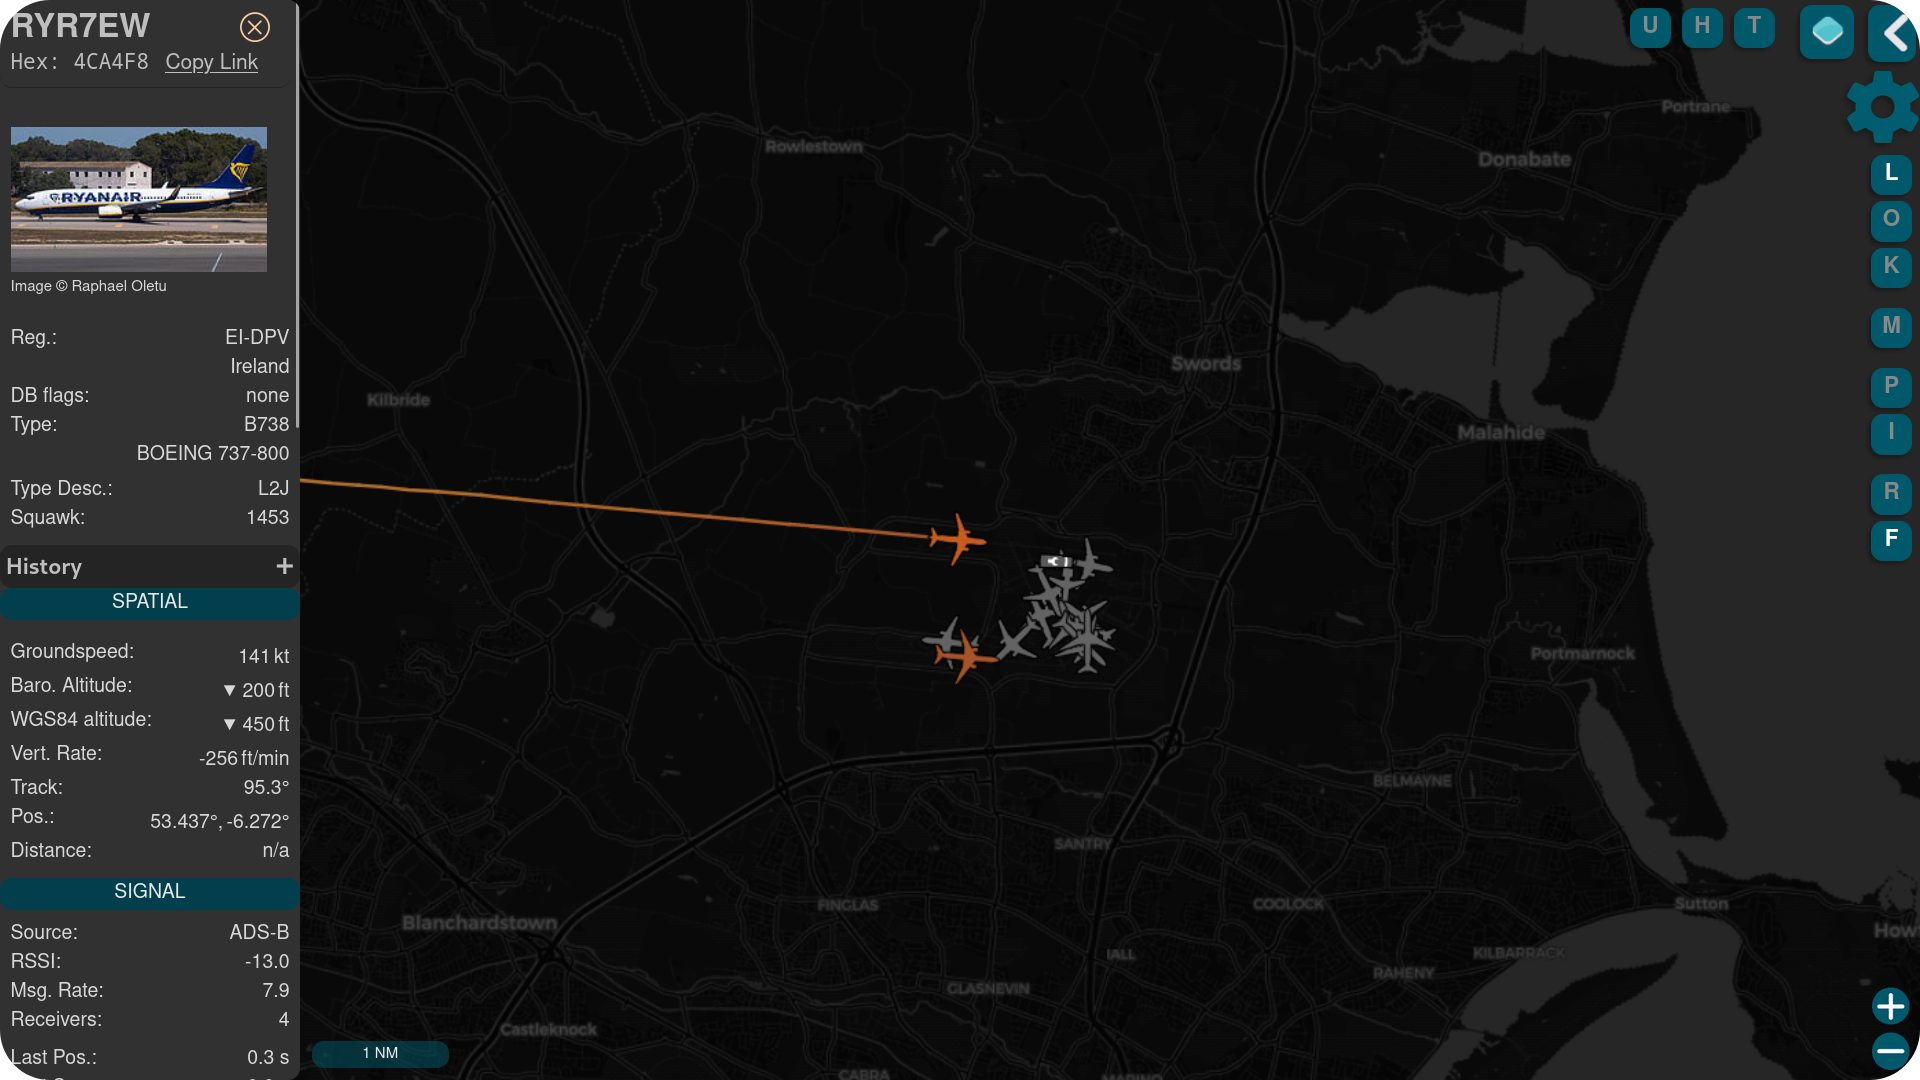 RYR7EW
Hex: 4CA4F8 Copy Link
RYANAIR
Image © Raphael Oletu
Reg.: EI-DPV
Ireland
DB flags: none
Type: B738
BOEING 737-800
Type Desc.: L2J
Squawk: 1453
History +
SPATIAL
Groundspeed: 141 kt
Baro. Altitude: ▼ 200 ft
WGS84 altitude: ▼ 450 ft
Vert. Rate: -256 ft/min
Track: 95.3°
Pos.: 53.437°, -6.272°
Distance: n/a
SIGNAL
Source: ADS-B
RSSI: -13.0
Msg. Rate: 7.9
Receivers: 4
Last Pos.: 0.3 s
U H T
L
O
K
M
P
I
R
F
Portrane
Rowlestown
Donabate
Swords
Kilbride
Malahide
Portmarnock
BELMAYNE
SANTRY
FINGLAS
COOLOCK
Sutton
Blanchardstown
How
IALL
KILBARRACK
RAHENY
GLASNEVIN
Castleknock
1 NM
CABRA
MARINO